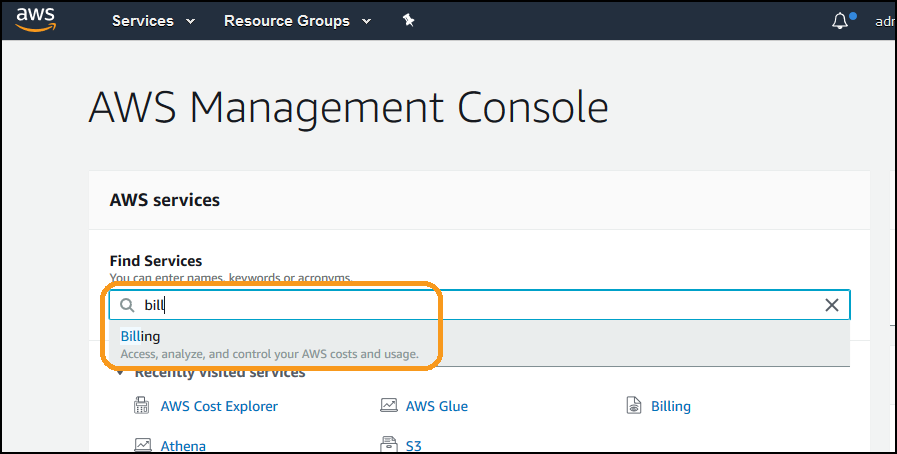 aws Services Resource Groups
AWS Management Console
AWS services
Find Services
You can enter names, keywords or acronyms.
bill
Billing
Access, analyze, and control your AWS costs and usage.
Recently visited services
AWS Cost Explorer AWS Glue Billing
Athena S3